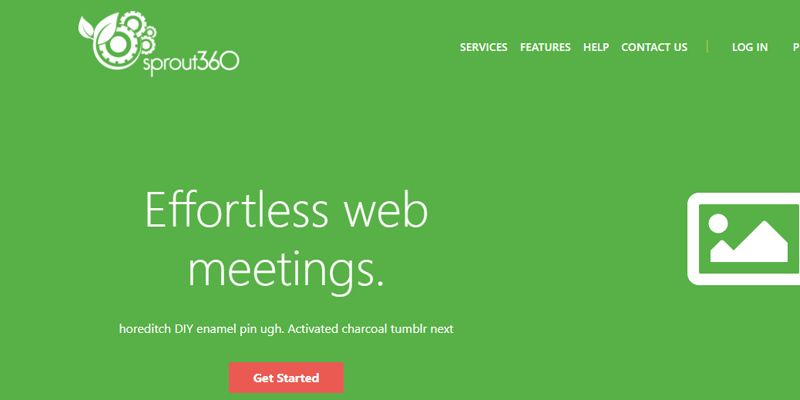 sprout360
SERVICES FEATURES HELP CONTACT US | LOG IN
Effortless web
meetings.
horeditch DIY enamel pin ugh. Activated charcoal tumblr next
Get Started